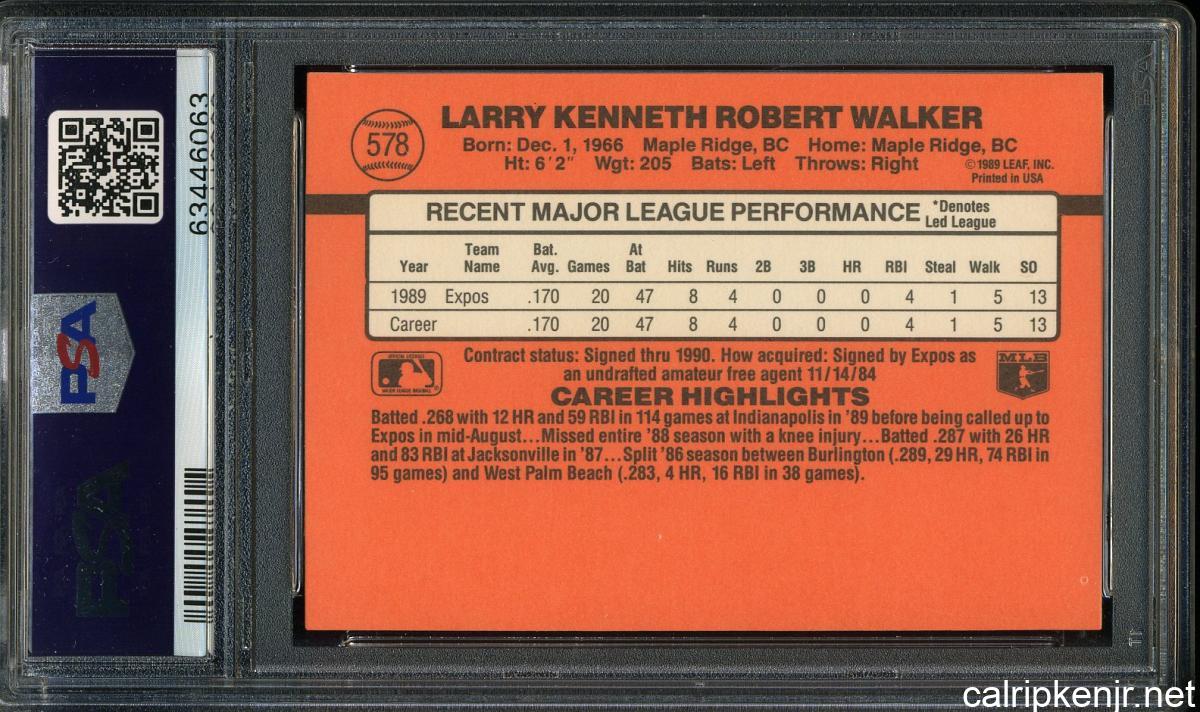 63446063
PSA
PSA
578
LARRY KENNETH ROBERT WALKER
Born: Dec. 1, 1966 Maple Ridge, BC Home: Maple Ridge, BC
Ht: 6'2" Wgt: 205 Bats: Left Throws: Right
©1989 LEAF, INC.
Printed in USA
RECENT MAJOR LEAGUE PERFORMANCE
*Denotes
Led League
Year Team Name Bat. Avg. Games At Bat Hits Runs 2B 3B HR RBI Steal Walk SO
1989 Expos .170 20 47 8 4 0 0 0 4 1 5 13
Career .170 20 47 8 4 0 0 0 4 1 5 13
Contract status: Signed thru 1990. How acquired: Signed by Expos as
an undrafted amateur free agent 11/14/84
MLB
CAREER HIGHLIGHTS
Batted .268 with 12 HR and 59 RBI in 114 games at Indianapolis in '89 before being called up to
Expos in mid-August...Missed entire '88 season with a knee injury...Batted .287 with 26 HR
and 83 RBI at Jacksonville in '87...Split '86 season between Burlington (.289, 29 HR, 74 RBI in
95 games) and West Palm Beach (.283, 4 HR, 16 RBI in 38 games).
calripkenjr.net